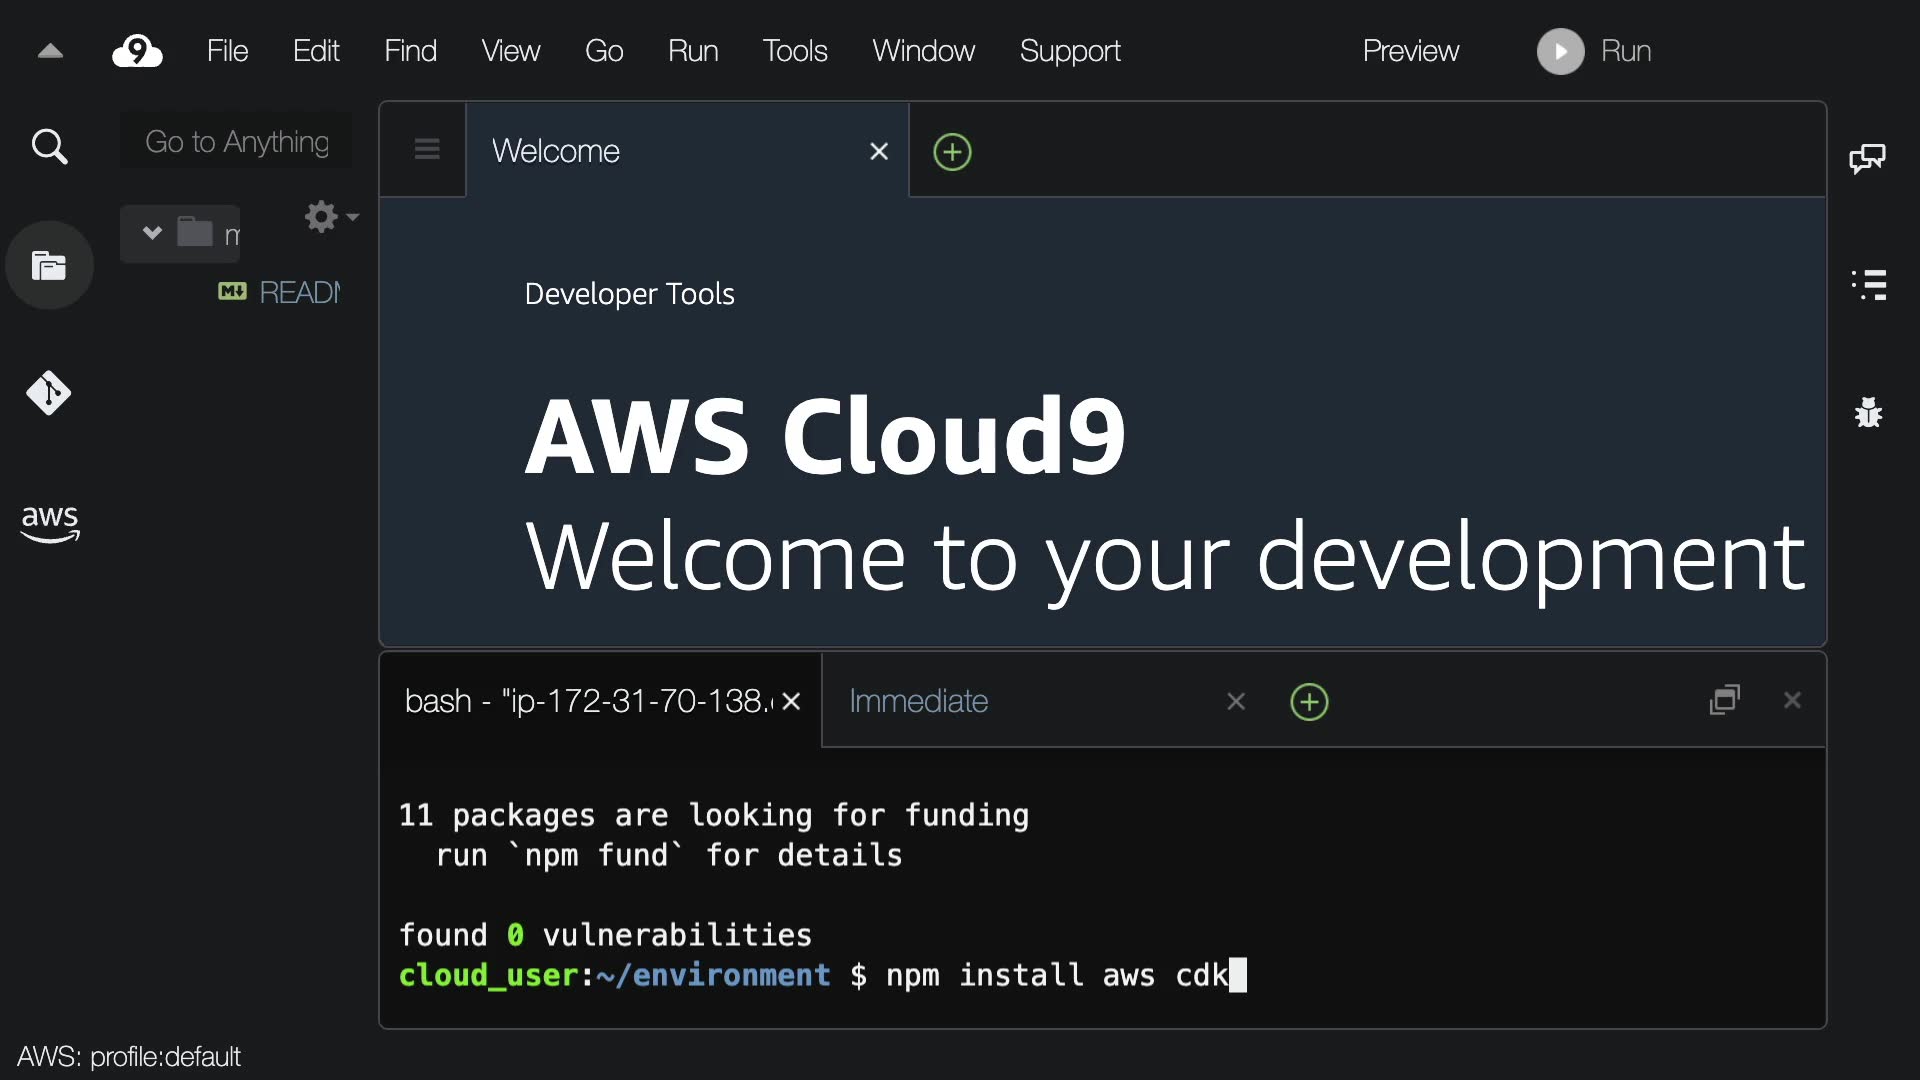 9 File Edit Find View Go Run Tools Window Support Preview Run
Go to Anything
Welcome
m
M↓ READ
Developer Tools
AWS Cloud9
Welcome to your development
aws
bash - "ip-172-31-70-138. Immediate
11 packages are looking for funding
run `npm fund` for details
found 0 vulnerabilities
cloud_user:~/environment $ npm install aws cdk
AWS: profile:default